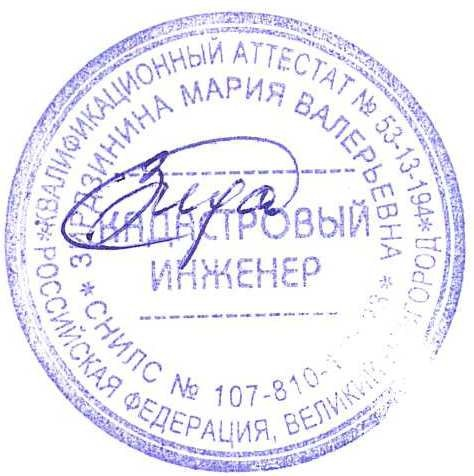 *КВАЛИФИКАЦИОННЫЙ АТТЕСТАТ № 53-13-194*
РОССИЙСКАЯ ФЕДЕРАЦИЯ, ВЕЛИКИЙ
МАРИЯ ВАЛЕРЬЕВНА *
СНИЛС № 107-810-
КАДАСТРОВЫЙ
ИНЖЕНЕР